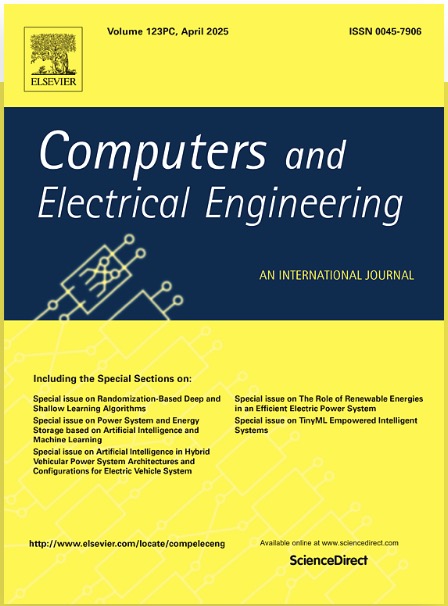 Volume 123PC, April 2025
ISSN 0045-7906
ELSEVIER
Computers and
Electrical Engineering
AN INTERNATIONAL JOURNAL
Including the Special Sections on:
Special issue on Randomization-Based Deep and
Shallow Learning Algorithms
Special issue on Power System and Energy
Storage based on Artificial Intelligence and
Machine Learning
Special issue on Artificial Intelligence in Hybrid
Vehicular Power System Architectures and
Configurations for Electric Vehicle System
Special issue on The Role of Renewable Energies
in an Efficient Electric Power System
Special issue on TinyML Empowered Intelligent
Systems
http://www.elsevier.com/locate/compeleceng
Available online at www.sciencedirect.com
ScienceDirect